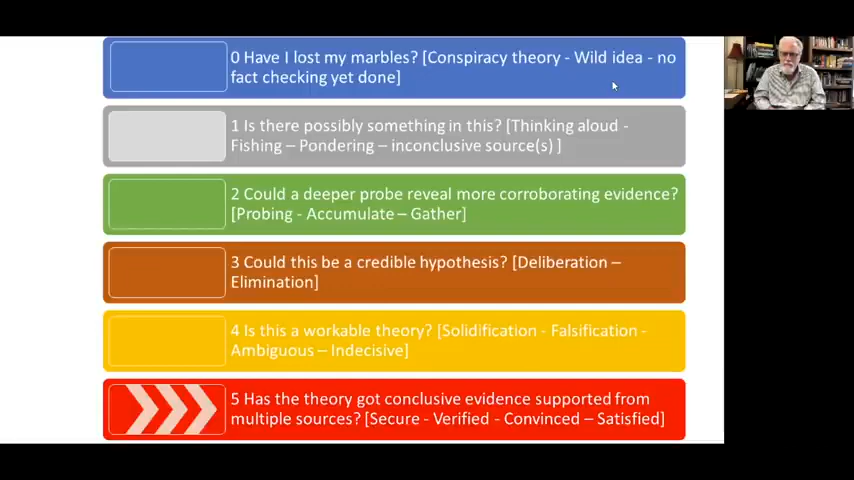 0 Have I lost my marbles? [Conspiracy theory - Wild idea - no
fact checking yet done]
1 Is there possibly something in this? [Thinking aloud -
Fishing – Pondering – inconclusive source(s) ]
2 Could a deeper probe reveal more corroborating evidence?
[Probing - Accumulate – Gather]
3 Could this be a credible hypothesis? [Deliberation –
Elimination]
4 Is this a workable theory? [Solidification - Falsification -
Ambiguous – Indecisive]
5 Has the theory got conclusive evidence supported from
multiple sources? [Secure - Verified - Convinced – Satisfied]